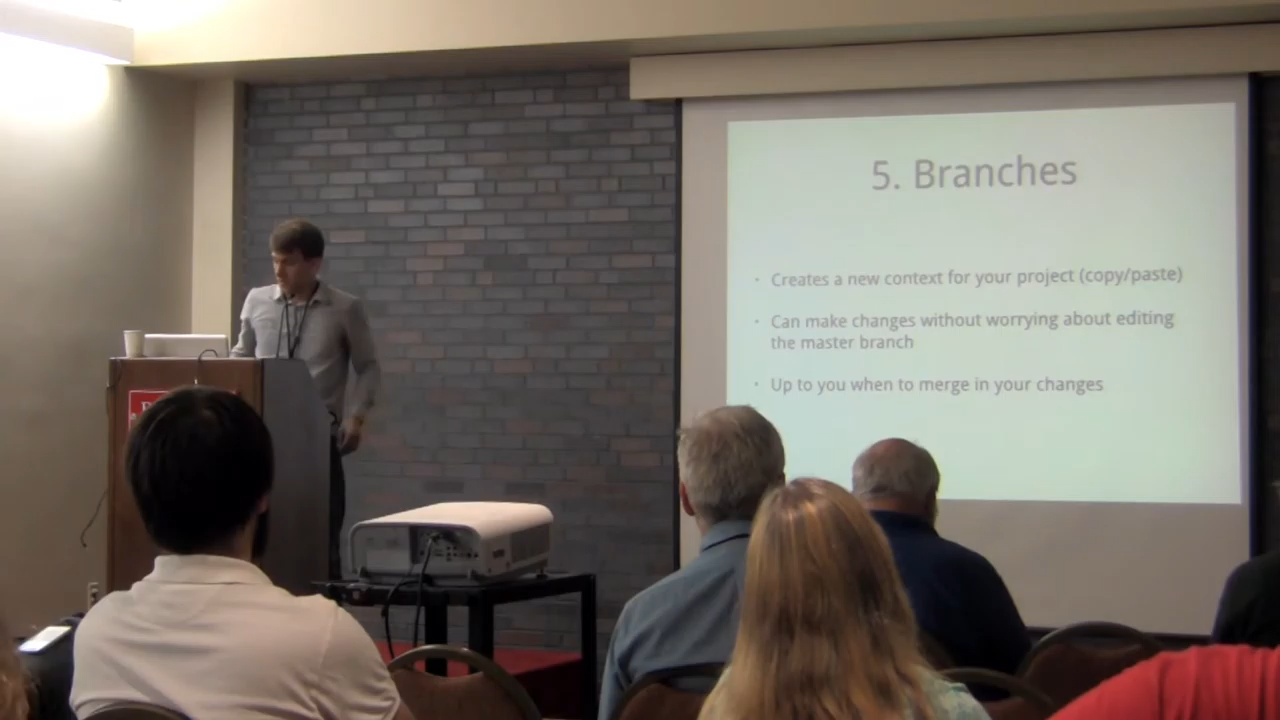 5. Branches
· Creates a new context for your project (copy/paste)
· Can make changes without worrying about editing
the master branch
· Up to you when to merge in your changes